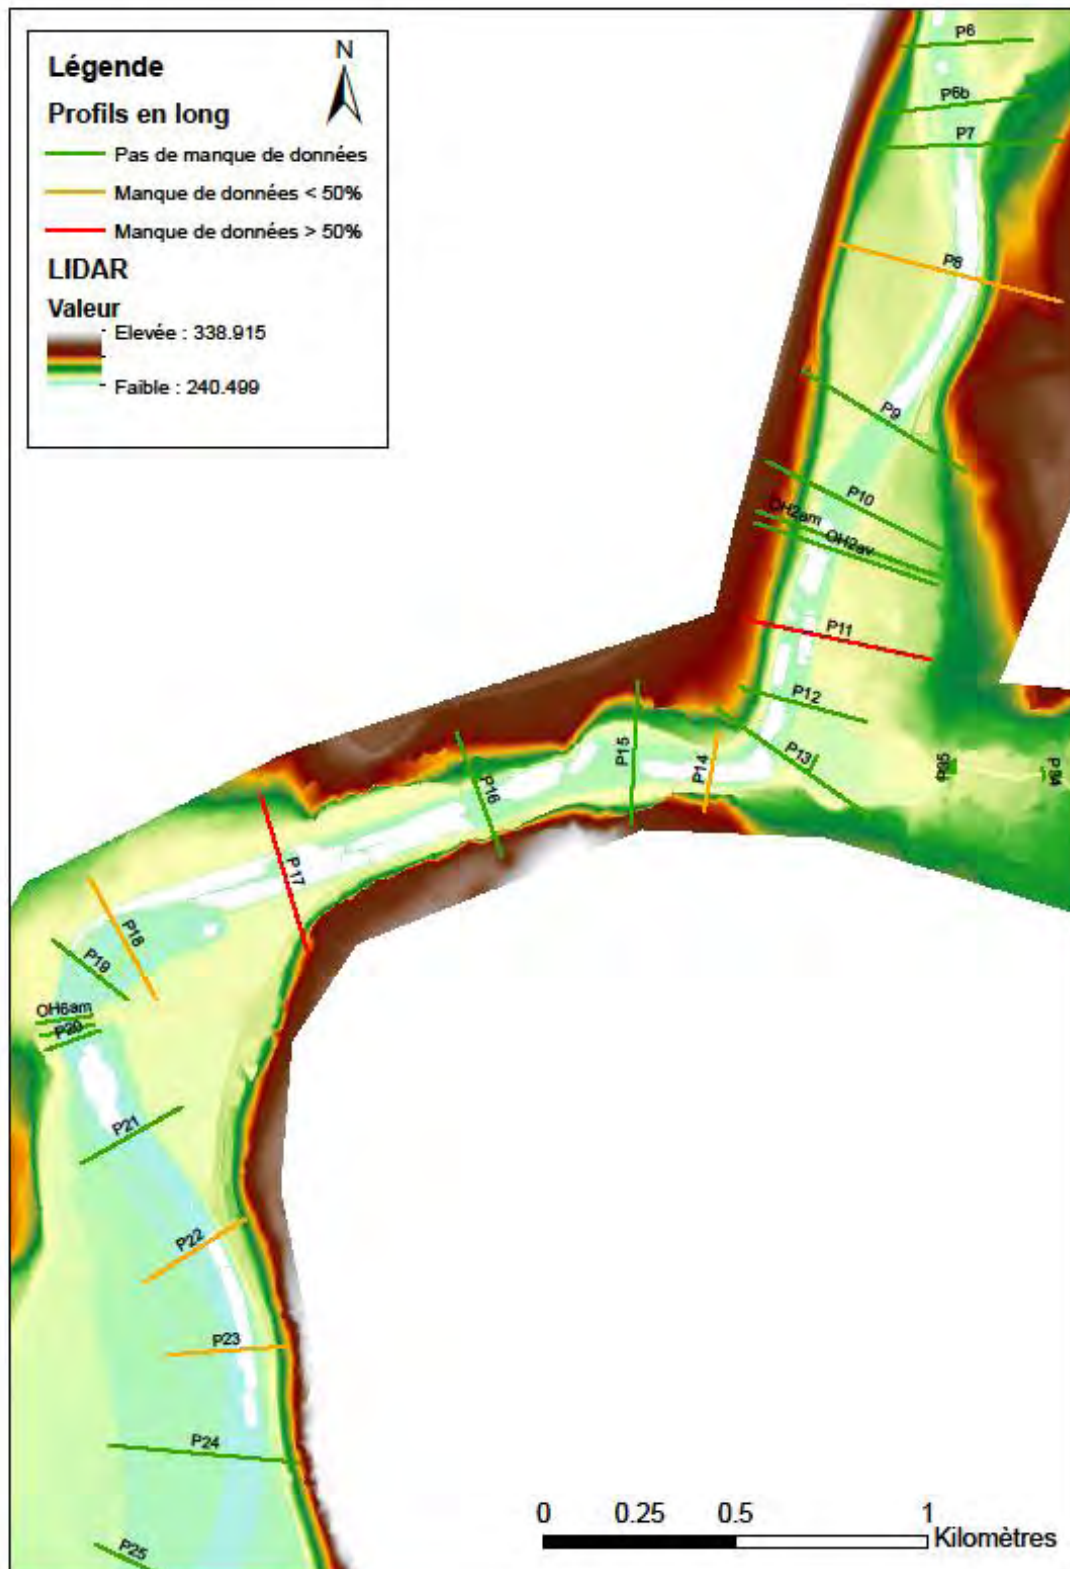 Légende
N
Profils en long
Pas de manque de données
Manque de données < 50%
Manque de données > 50%
LIDAR
Valeur
Elevée : 338.915
Faible : 240.499
P6
P6b
P7
P8
P9
P10
OH2am
OH2av
P11
P12
P13
P14
P15
P16
P17
P18
P19
OH6am
P20
P21
P22
P23
P24
P25
0 0.25 0.5 1
Kilomètres